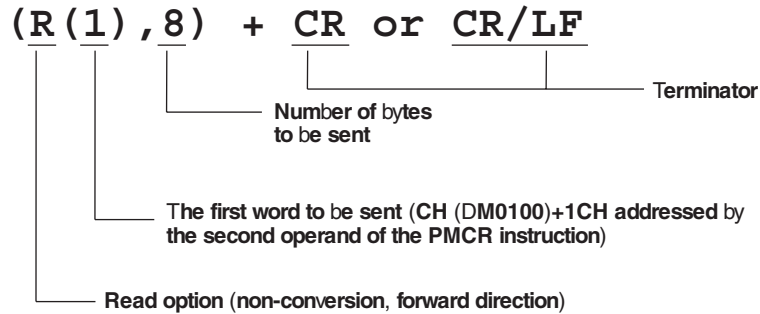 (R(1),8) + CR or CR/LF
Terminator
Number of bytes
to be sent
The first word to be sent (CH (DM0100)+1CH addressed by
the second operand of the PMCR instruction)
Read option (non-conversion, forward direction)